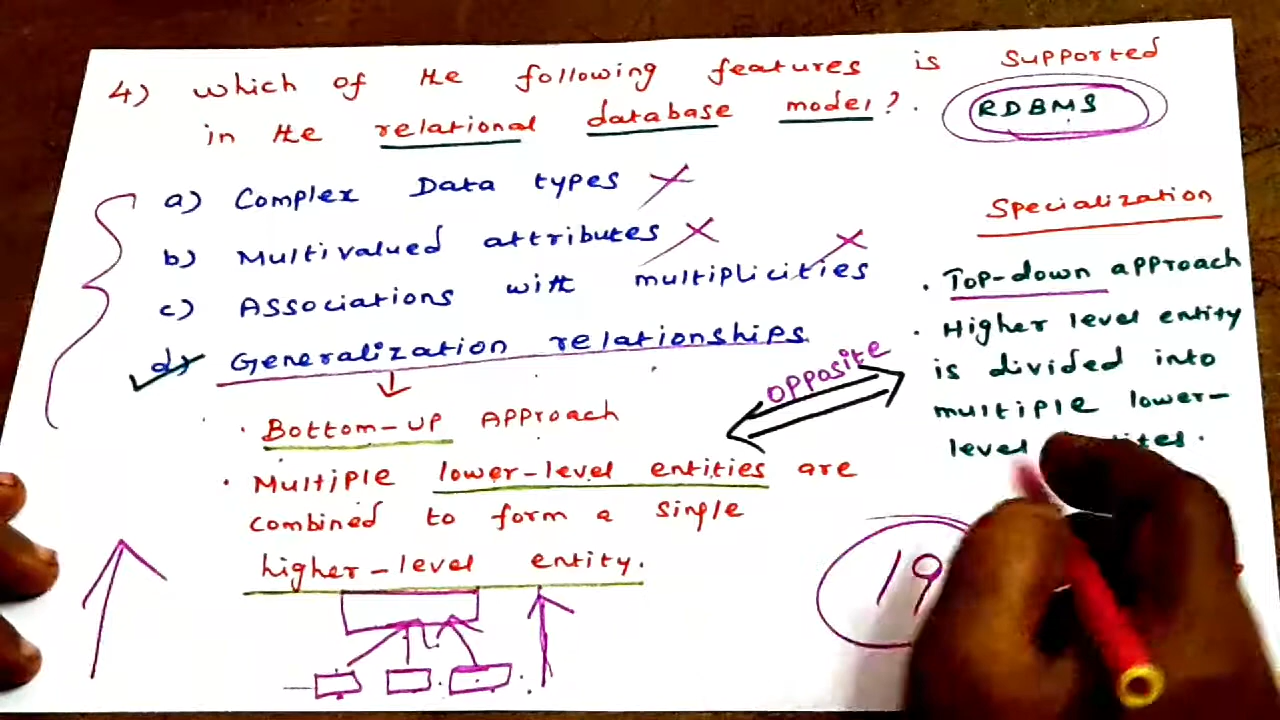 4) which of the following features is supported
in the relational database model?. RDBMS
a) Complex Data types
b) Multivalued attributes
c) Associations with multiplicities
d) Generalization relationships.
• Bottom-up Approach
• Multiple lower-level entities are
combined to form a single
higher-level entity.
opposite
Specialization
• Top-down approach
• Higher level entity
is divided into
multiple lower-
level
19